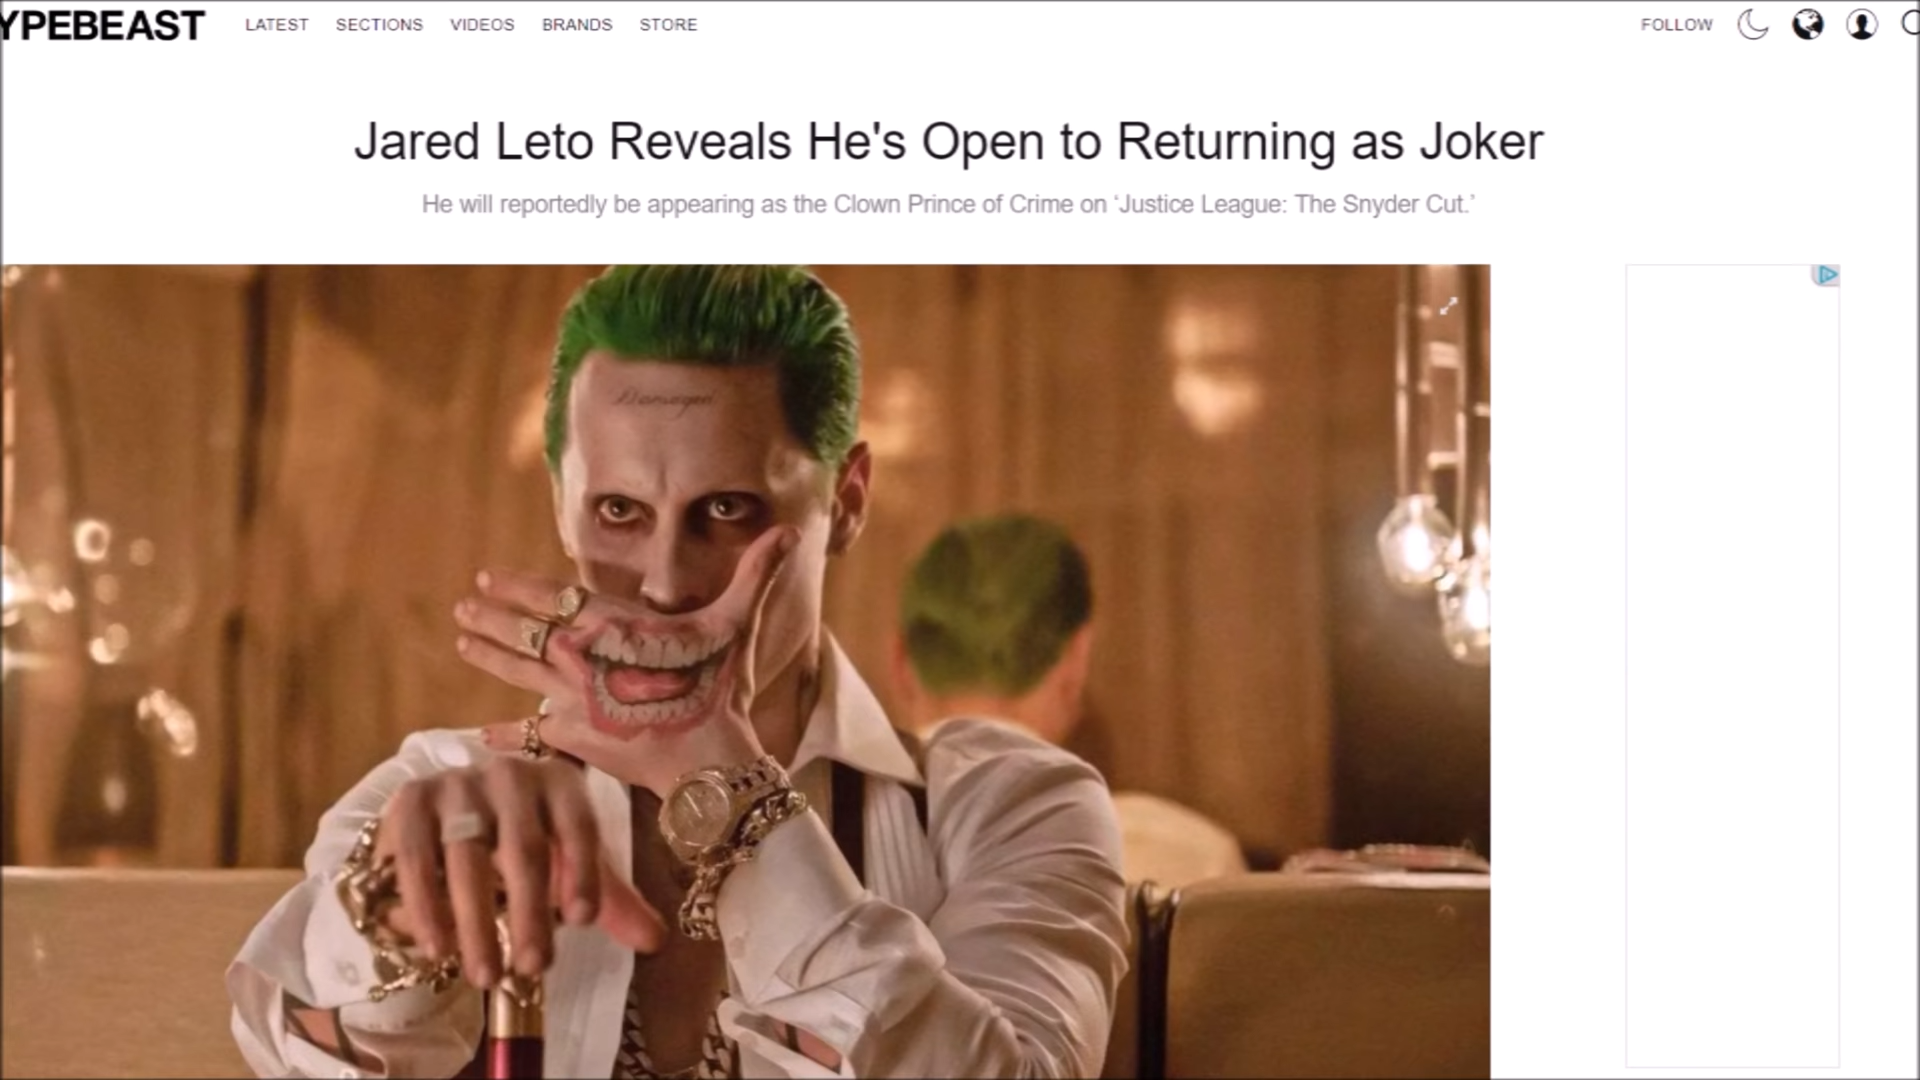 YPEBEAST LATEST SECTIONS VIDEOS BRANDS STORE FOLLOW
Jared Leto Reveals He's Open to Returning as Joker
He will reportedly be appearing as the Clown Prince of Crime on ‘Justice League: The Snyder Cut.’
Damaged